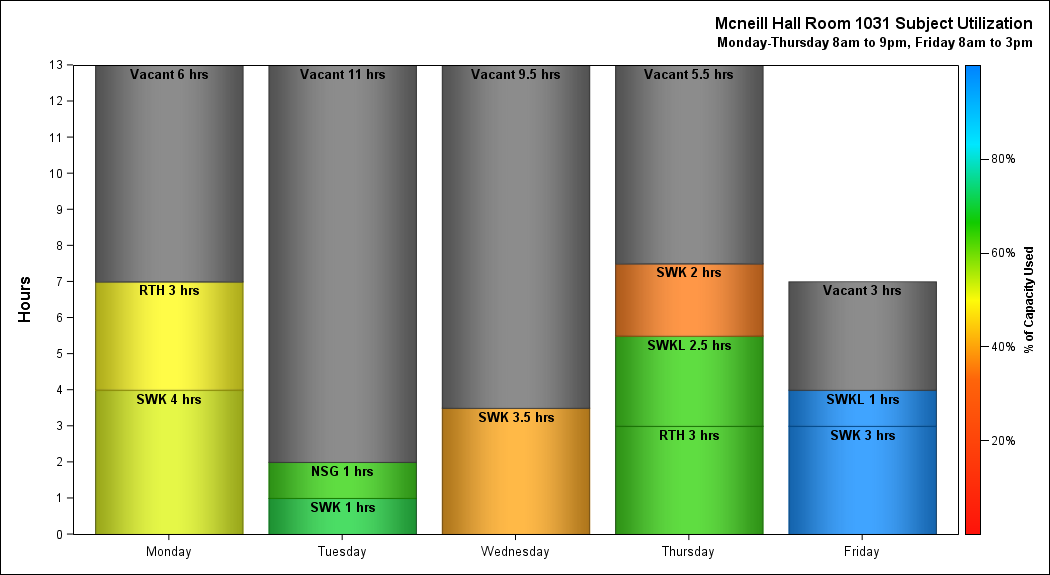 Mcneill Hall Room 1031 Subject Utilization
Monday-Thursday 8am to 9pm, Friday 8am to 3pm
Hours
13
12
11
10
9
8
7
6
5
4
3
2
1
0
Vacant 6 hrs
RTH 3 hrs
SWK 4 hrs
Monday
Vacant 11 hrs
NSG 1 hrs
SWK 1 hrs
Tuesday
Vacant 9.5 hrs
SWK 3.5 hrs
Wednesday
Vacant 5.5 hrs
SWK 2 hrs
SWKL 2.5 hrs
RTH 3 hrs
Thursday
Vacant 3 hrs
SWKL 1 hrs
SWK 3 hrs
Friday
80%
60%
40%
20%
% of Capacity Used